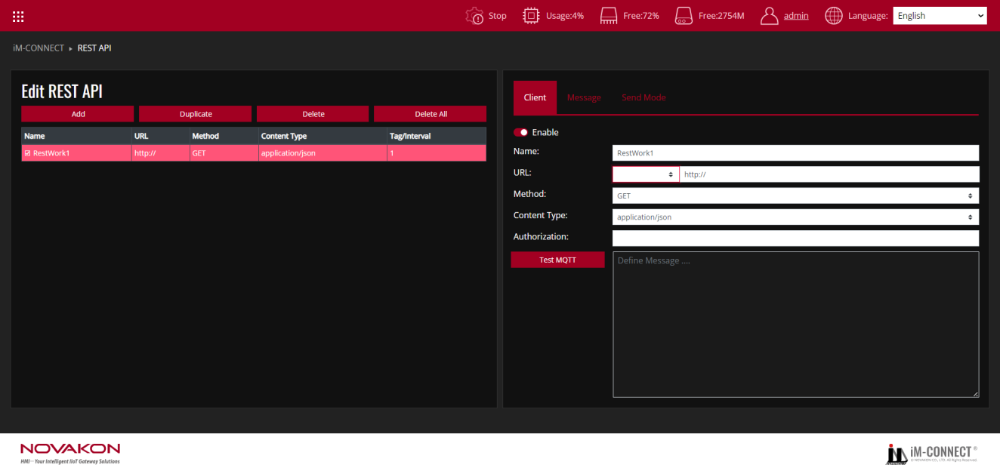 Stop Usage:4% Free:72% Free:2754M admin Language: English
iM-CONNECT ▸ REST API
Edit REST API
Add Duplicate Delete Delete All
Name URL Method Content Type Tag/Interval
RestWork1 http:// GET application/json 1
Client Message Send Mode
Enable
Name: RestWork1
URL: http://
Method: GET
Content Type: application/json
Authorization:
Test MQTT Define Message ....
NOVAKON
HMI – Your Intelligent IIoT Gateway Solutions
iM-CONNECT®
© NOVAKON CO., LTD. All Rights Reserved.
CONNECT